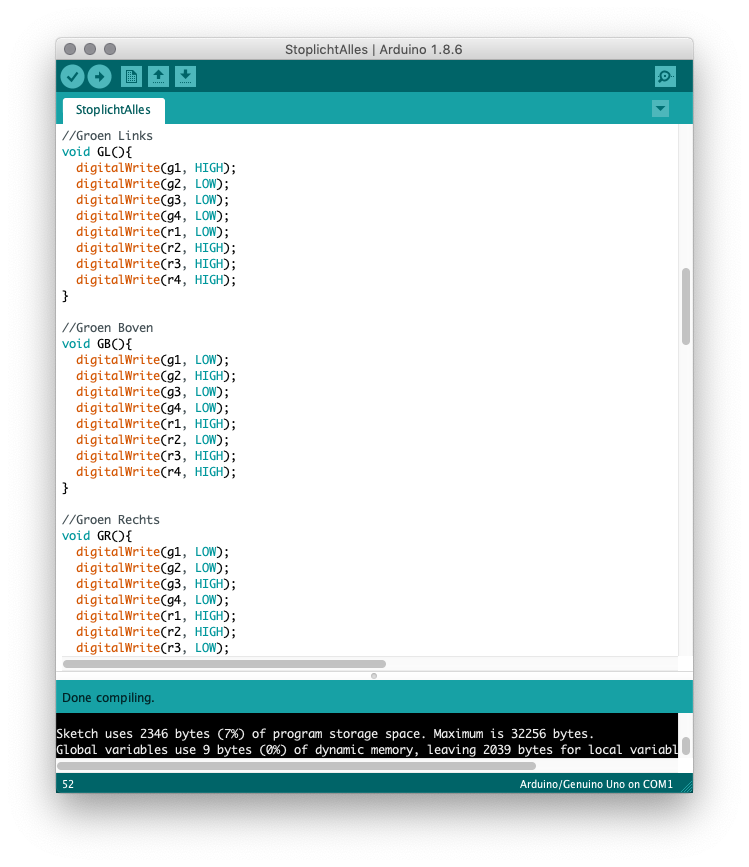 StoplichtAlles | Arduino 1.8.6
StoplichtAlles
//Groen Links
void GL(){
  digitalWrite(g1, HIGH);
  digitalWrite(g2, LOW);
  digitalWrite(g3, LOW);
  digitalWrite(g4, LOW);
  digitalWrite(r1, LOW);
  digitalWrite(r2, HIGH);
  digitalWrite(r3, HIGH);
  digitalWrite(r4, HIGH);
}
//Groen Boven
void GB(){
  digitalWrite(g1, LOW);
  digitalWrite(g2, HIGH);
  digitalWrite(g3, LOW);
  digitalWrite(g4, LOW);
  digitalWrite(r1, HIGH);
  digitalWrite(r2, LOW);
  digitalWrite(r3, HIGH);
  digitalWrite(r4, HIGH);
}
//Groen Rechts
void GR(){
  digitalWrite(g1, LOW);
  digitalWrite(g2, LOW);
  digitalWrite(g3, HIGH);
  digitalWrite(g4, LOW);
  digitalWrite(r1, HIGH);
  digitalWrite(r2, HIGH);
  digitalWrite(r3, LOW);
Done compiling.
Sketch uses 2346 bytes (7%) of program storage space. Maximum is 32256 bytes.
Global variables use 9 bytes (0%) of dynamic memory, leaving 2039 bytes for local variabl
52 Arduino/Genuino Uno on COM1